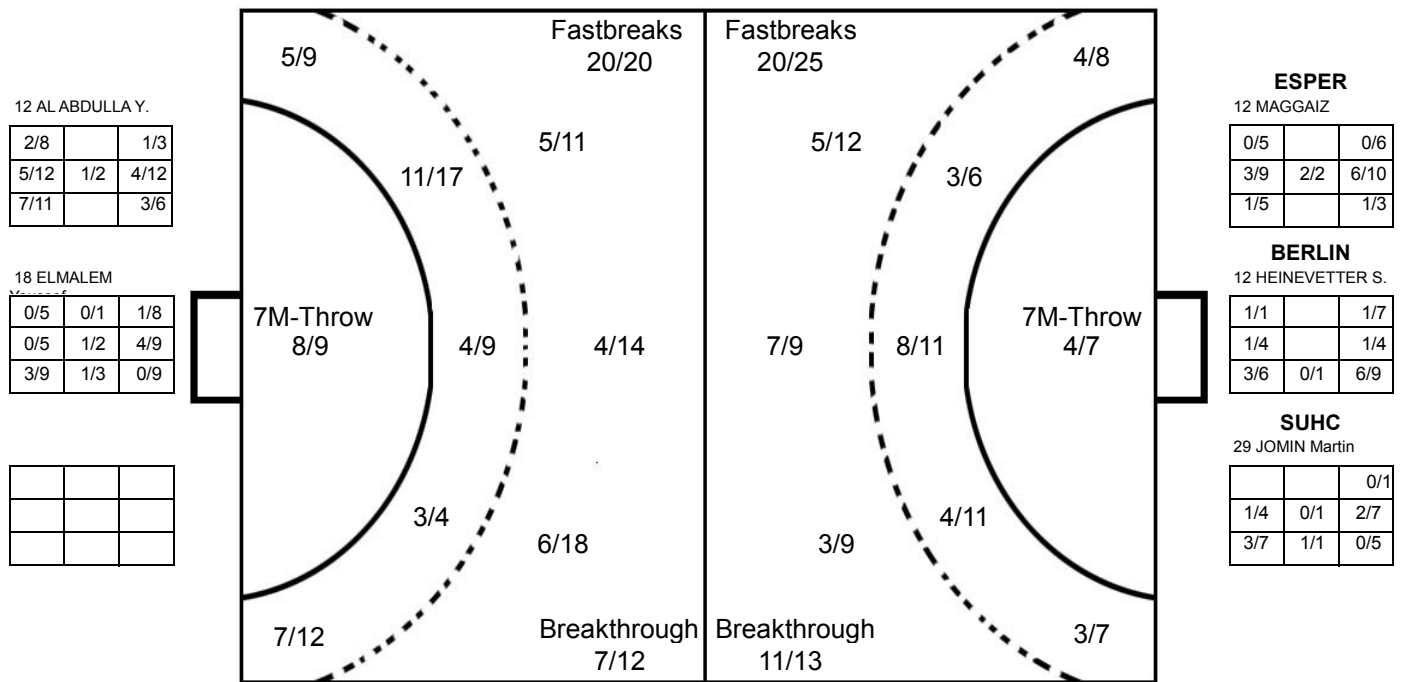 12 AL ABDULLA Y.
2/8 1/3
5/12 1/2 4/12
7/11 3/6
18 ELMALEM
0/5 0/1 1/8
0/5 1/2 4/9
3/9 1/3 0/9
Fastbreaks
20/20
5/9
5/11
11/17
7M-Throw
8/9
4/9
4/14
3/4
6/18
7/12
Breakthrough
7/12
Fastbreaks
20/25
4/8
5/12
3/6
7/9
8/11
7M-Throw
4/7
4/11
3/9
Breakthrough
11/13
3/7
ESPER
12 MAGGAIZ
0/5 0/6
3/9 2/2 6/10
1/5 1/3
BERLIN
12 HEINEVETTER S.
1/1 1/7
1/4 1/4
3/6 0/1 6/9
SUHC
29 JOMIN Martin
0/1
1/4 0/1 2/7
3/7 1/1 0/5